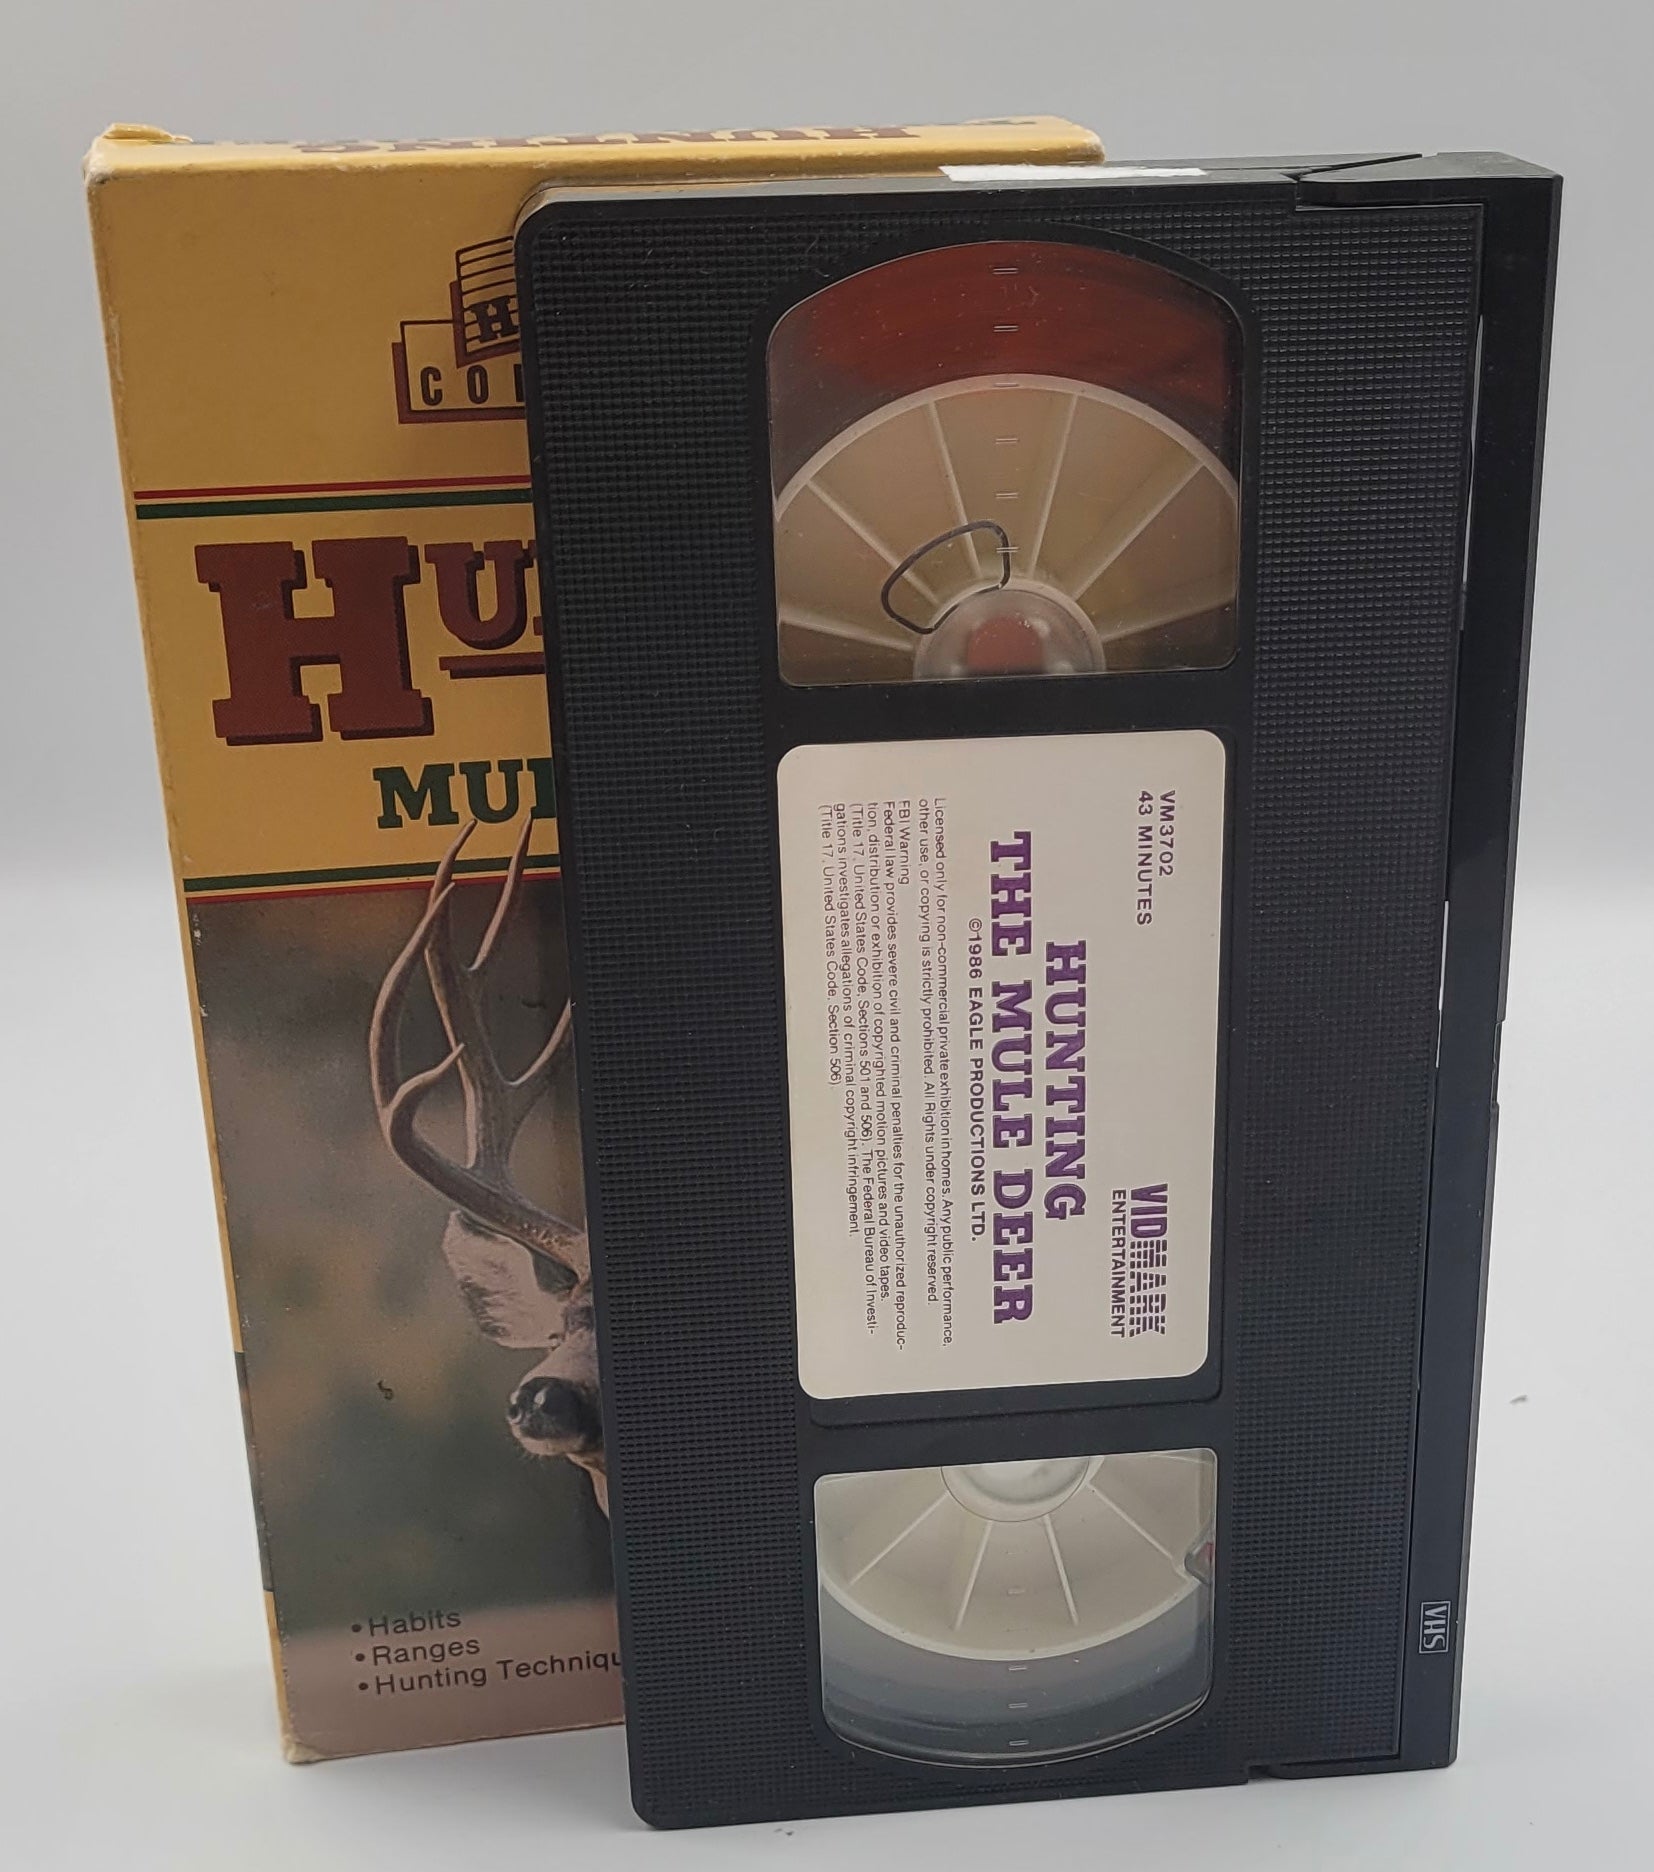 HUNTING
H
CO
HU
MU
• Habits
• Ranges
• Hunting Techniqu
VM3702
43 MINUTES
VIDMARK
ENTERTAINMENT
HUNTING
THE MULE DEER
©1986 EAGLE PRODUCTIONS LTD.
Licensed only for non-commercial private exhibition in homes. Any public performance,
other use, or copying is strictly prohibited. All Rights under copyright reserved.
FBI Warning
Federal law provides severe civil and criminal penalties for the unauthorized reproduc-
tion, distribution or exhibition of copyrighted motion pictures and video tapes.
(Title 17, United States Code, Sections 501 and 506). The Federal Bureau of Investi-
gations investigates allegations of criminal copyright infringement.
(Title 17, United States Code, Section 506).
VHS